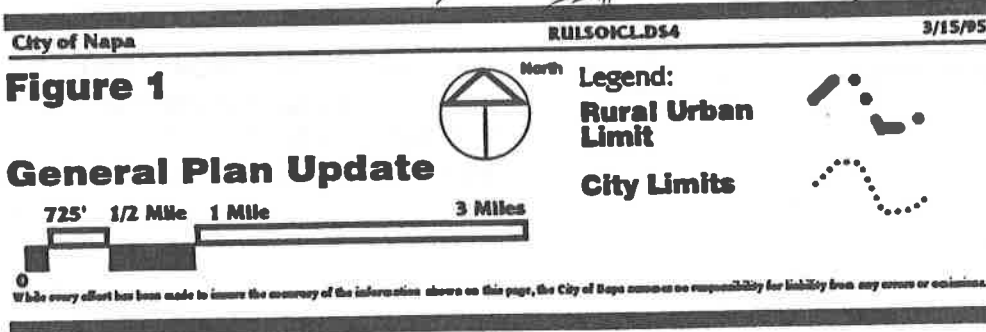 City of Napa RULSOICL.DS4 3/15/95
Figure 1
North
Legend:
Rural Urban
Limit
General Plan Update
City Limits
725' 1/2 Mile 1 Mile 3 Miles
0
While every effort has been made to insure the accuracy of the information shown on this page, the City of Napa assumes no responsibility for liability from any errors or omissions.